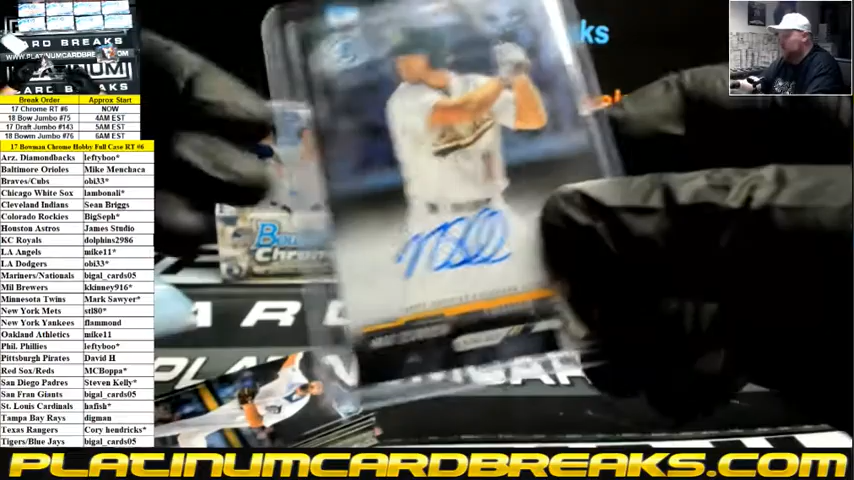 CARD BREAKS
Break Order Approx Start
17 Chrome RT #6 NOW
18 Bow Jumbo #75 4AM EST
17 Draft Jumbo #143 5AM EST
18 Bowm Jumbo #76 6AM EST
17 Bowman Chrome Hobby Full Case RT #6
Arz. Diamondbacks leftyboo*
Baltimore Orioles Mike Menchaca
Braves/Cubs obi33*
Chicago White Sox lambonali*
Cleveland Indians Sean Briggs
Colorado Rockies BigSeph*
Houston Astros James Studio
KC Royals dolphins2986
LA Angels mike11*
LA Dodgers obi33*
Mariners/Nationals bigal_cards05
Mil Brewers kkinney916*
Minnesota Twins Mark Sawyer*
New York Mets stl80*
New York Yankees flammond
Oakland Athletics mike11
Phil. Phillies leftyboo*
Pittsburgh Pirates David H
Red Sox/Reds MCBoppa*
San Diego Padres Steven Kelly*
San Fran Giants bigal_cards05
St. Louis Cardinals hafish*
Tampa Bay Rays digman
Texas Rangers Cory hendricks*
Tigers/Blue Jays bigal_cards05
PLATINUMCARDBREAKS.COM